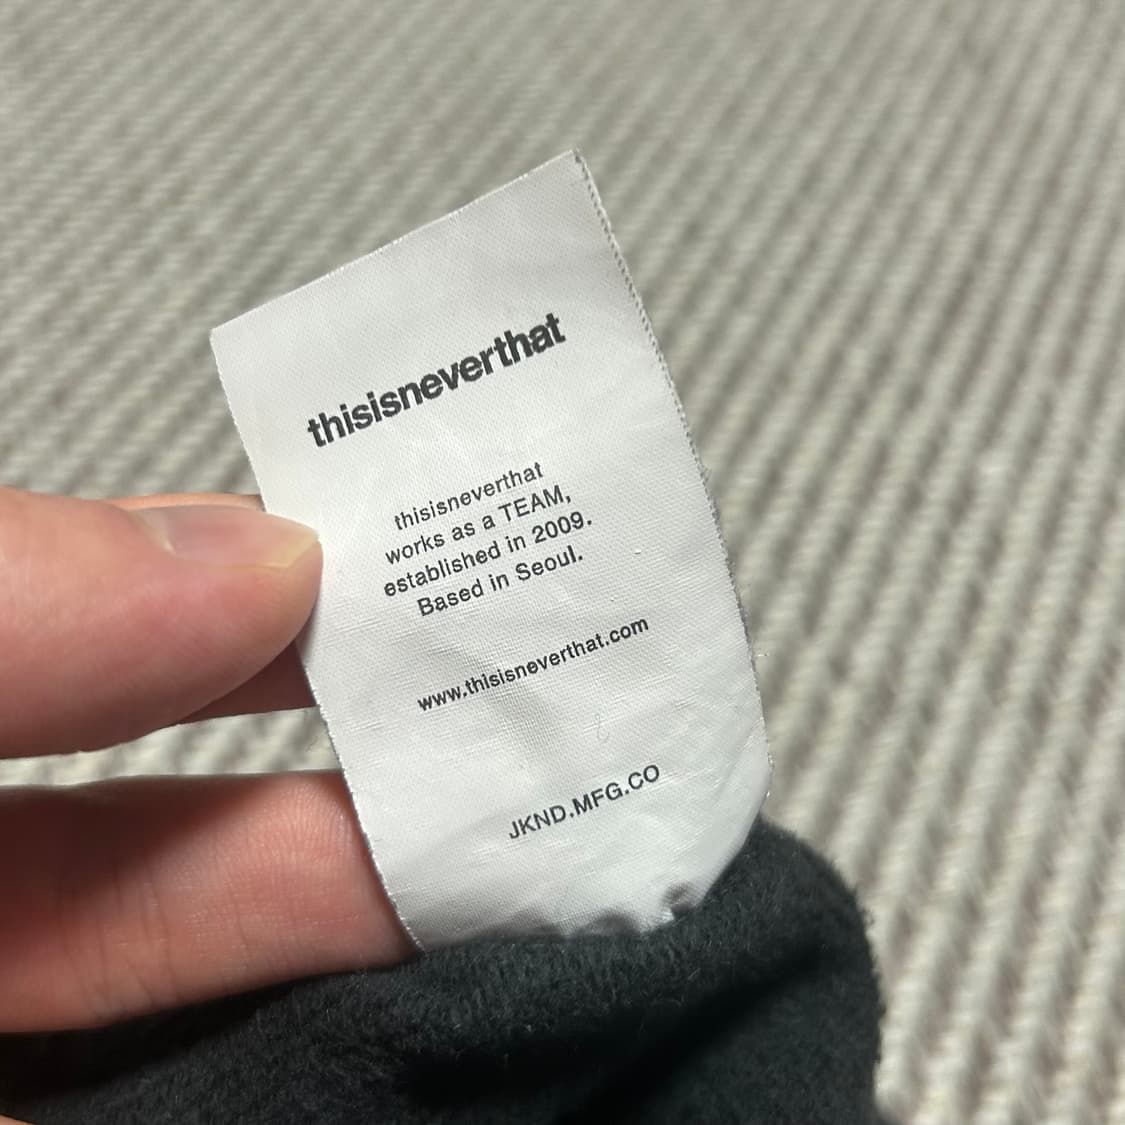 thisisneverthat
thisisneverthat
works as a TEAM,
established in 2009.
Based in Seoul.
www.thisisneverthat.com
JKND.MFG.CO